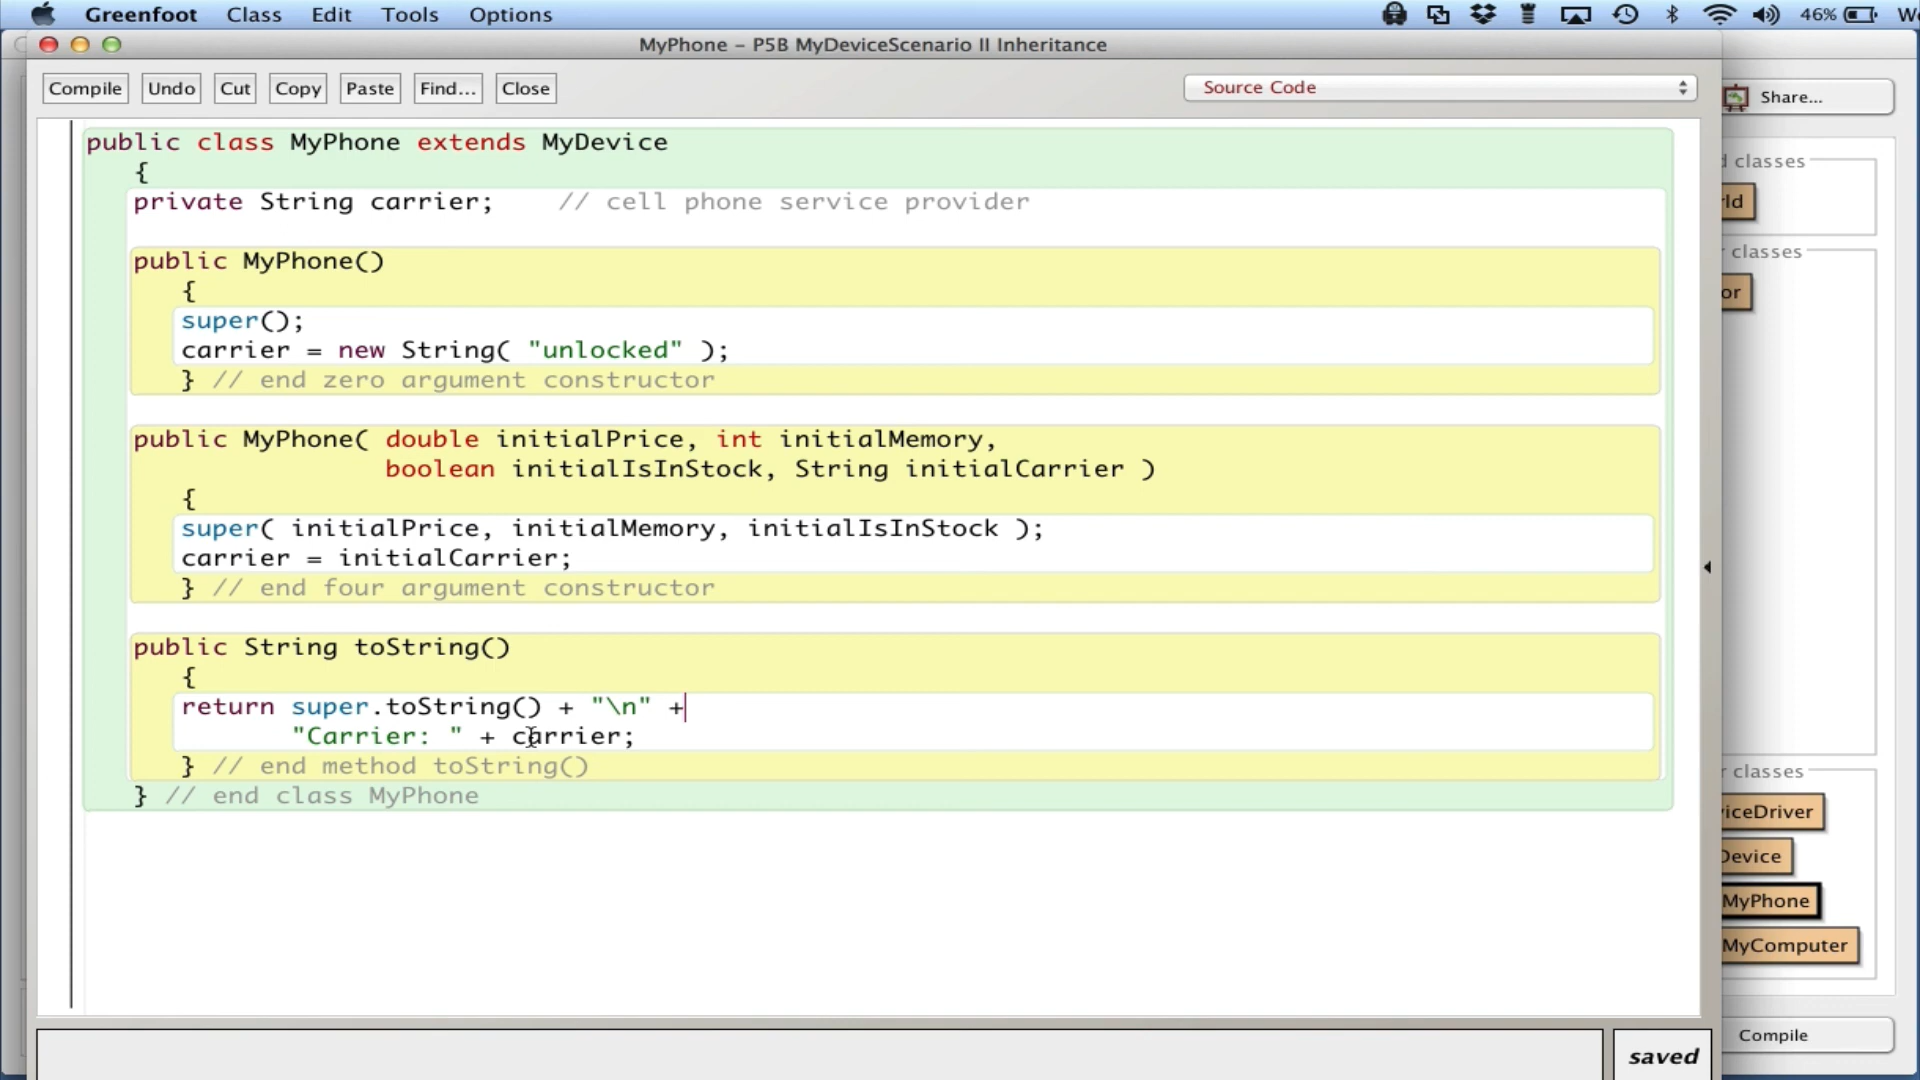 Greenfoot Class Edit Tools Options 46%
MyPhone – P5B MyDeviceScenario II Inheritance
Compile Undo Cut Copy Paste Find... Close Source Code
Share...
public class MyPhone extends MyDevice
{
private String carrier; // cell phone service provider
public MyPhone()
{
super();
carrier = new String( "unlocked" );
} // end zero argument constructor
public MyPhone( double initialPrice, int initialMemory,
boolean initialIsInStock, String initialCarrier )
{
super( initialPrice, initialMemory, initialIsInStock );
carrier = initialCarrier;
} // end four argument constructor
public String toString()
{
return super.toString() + "\n" +
"Carrier: " + carrier;
} // end method toString()
} // end class MyPhone
classes
ld
classes
or
classes
iceDriver
Device
MyPhone
MyComputer
Compile
saved